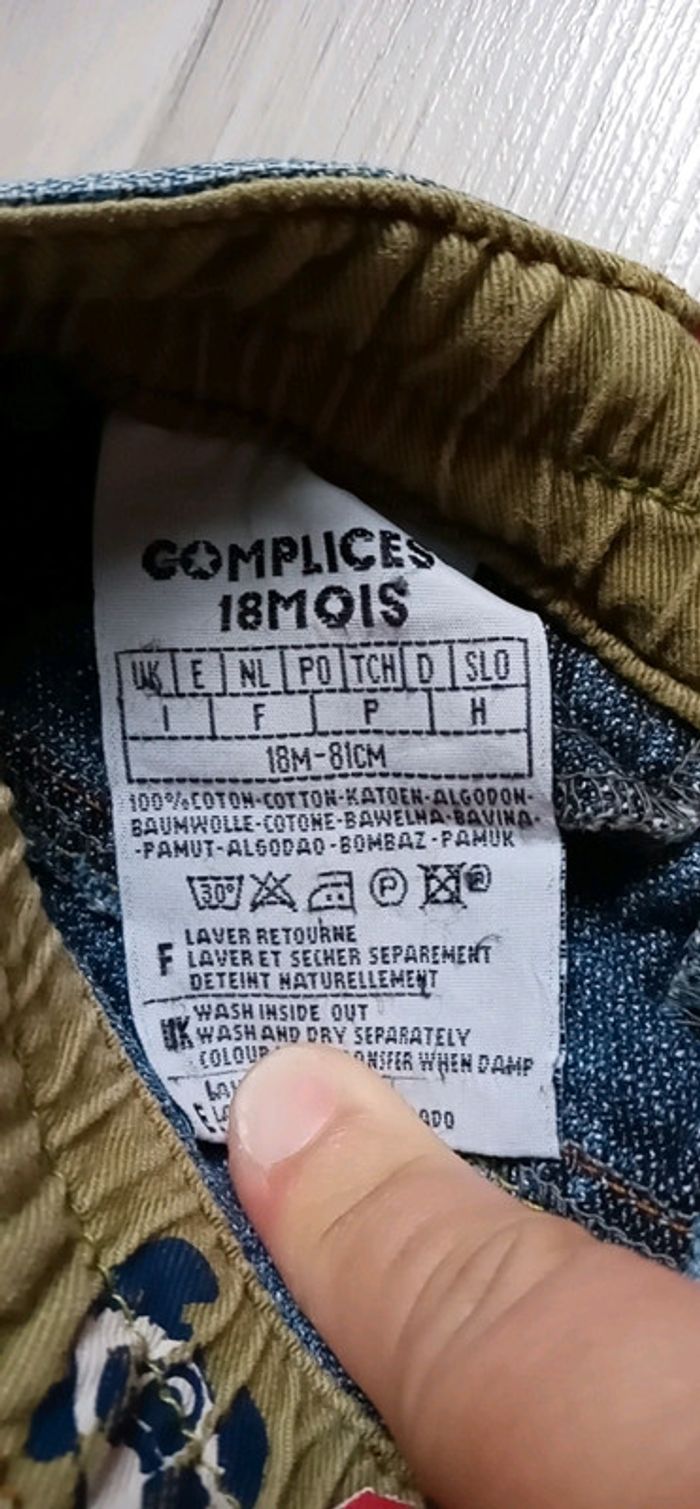 COMPLICES
18MOIS
UK E NL PO TCH D SLO
I F P H
18M-81CM
100%COTON-COTTON-KATOEN-ALGODON-
BAUMWOLLE-COTONE-BAWELNA-BAVLNA-
-PAMUT-ALGODAO-BOMBAZ-PAMUK
30° P
F LAVER RETOURNE
LAVER ET SECHER SEPAREMENT
DETEINT NATURELLEMENT
UK WASH INSIDE OUT
WASH AND DRY SEPARATELY
WHEN DAMP
E